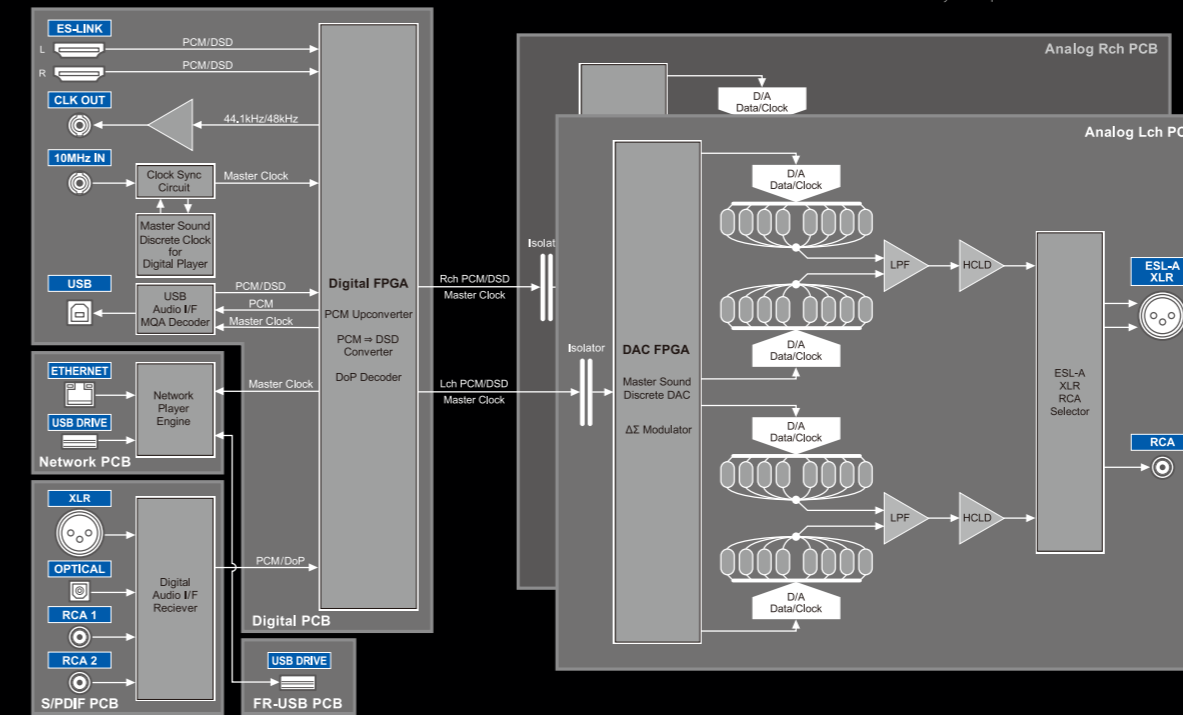 ES-LINK
L
PCM/DSD
R
PCM/DSD
CLK OUT
44.1kHz/48kHz
10MHz IN
Clock Sync
Circuit
Master Clock
Master Sound
Discrete Clock
for
Digital Player
USB
USB
Audio I/F
MQA Decoder
PCM/DSD
PCM
Master Clock
Digital FPGA
PCM Upconverter
PCM ⇒ DSD
Converter
DoP Decoder
ETHERNET
USB DRIVE
Network
Player
Engine
Master Clock
Network PCB
XLR
OPTICAL
RCA 1
RCA 2
Digital
Audio I/F
Reciever
PCM/DoP
S/PDIF PCB
Digital PCB
USB DRIVE
FR-USB PCB
Rch PCM/DSD
Master Clock
Lch PCM/DSD
Master Clock
Isolat
Isolator
Analog Rch PCB
D/A
Data/Clock
Analog Lch PC
DAC FPGA
Master Sound
Discrete DAC
ΔΣ Modulator
D/A
Data/Clock
D/A
Data/Clock
LPF
HCLD
D/A
Data/Clock
D/A
Data/Clock
LPF
HCLD
ESL-A
XLR
RCA
Selector
ESL-A
XLR
RCA